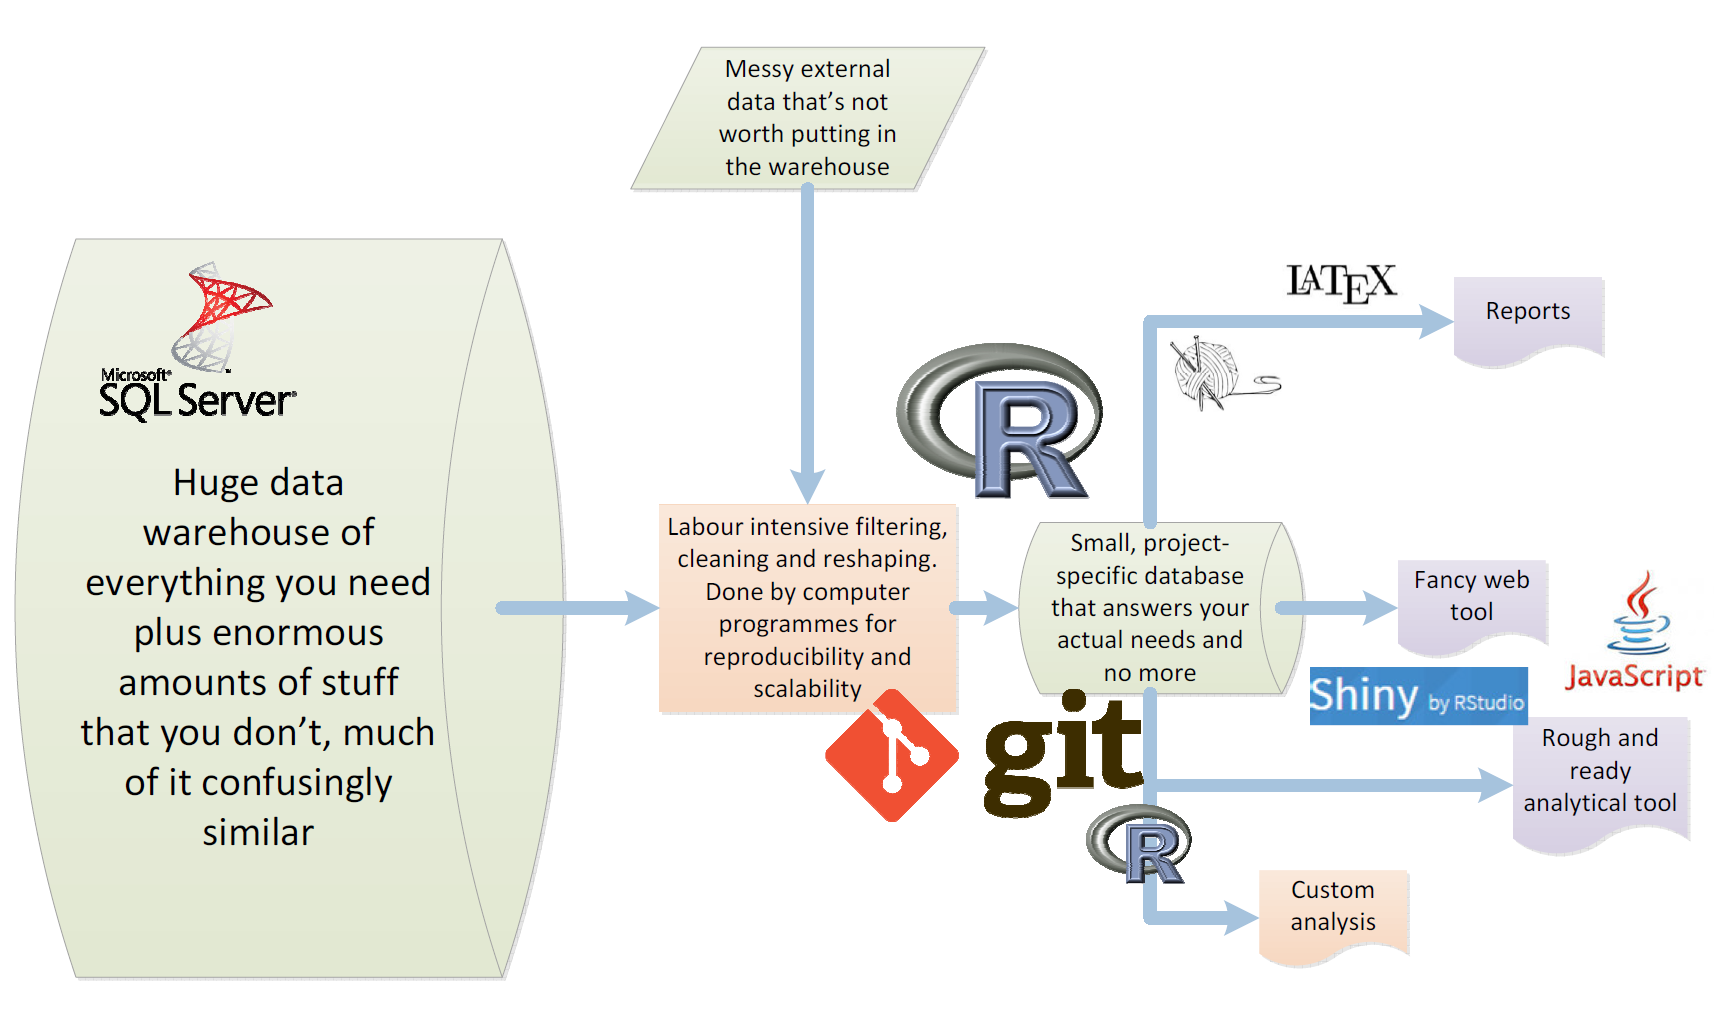 Messy external
data that's not
worth putting in
the warehouse
Microsoft®
SQL Server®
Huge data
warehouse of
everything you need
plus enormous
amounts of stuff
that you don't, much
of it confusingly
similar
Labour intensive filtering,
cleaning and reshaping.
Done by computer
programmes for
reproducibility and
scalability
R
git
Small, project-
specific database
that answers your
actual needs and
no more
LATEX
Reports
Fancy web
tool
JavaScript
Shiny by RStudio
Rough and
ready
analytical tool
R
Custom
analysis